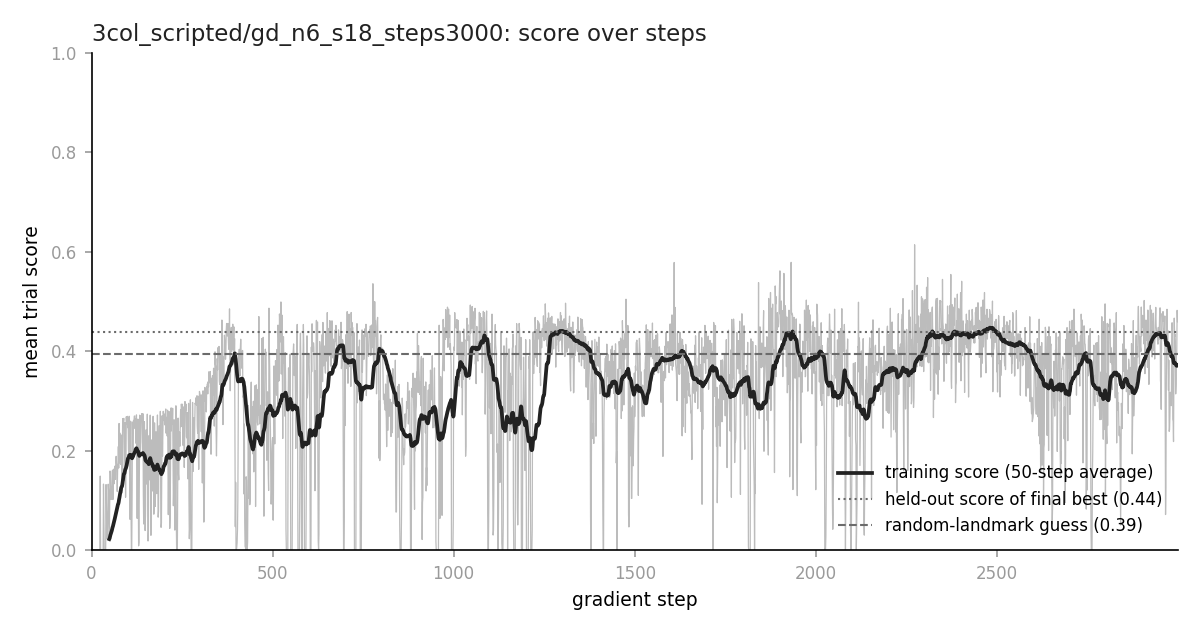 3col_scripted/gd_n6_s18_steps3000: score over steps
1.0
0.8
0.6
0.4
0.2
0.0
mean trial score
training score (50-step average)
held-out score of final best (0.44)
random-landmark guess (0.39)
0
500
1000
1500
2000
2500
gradient step